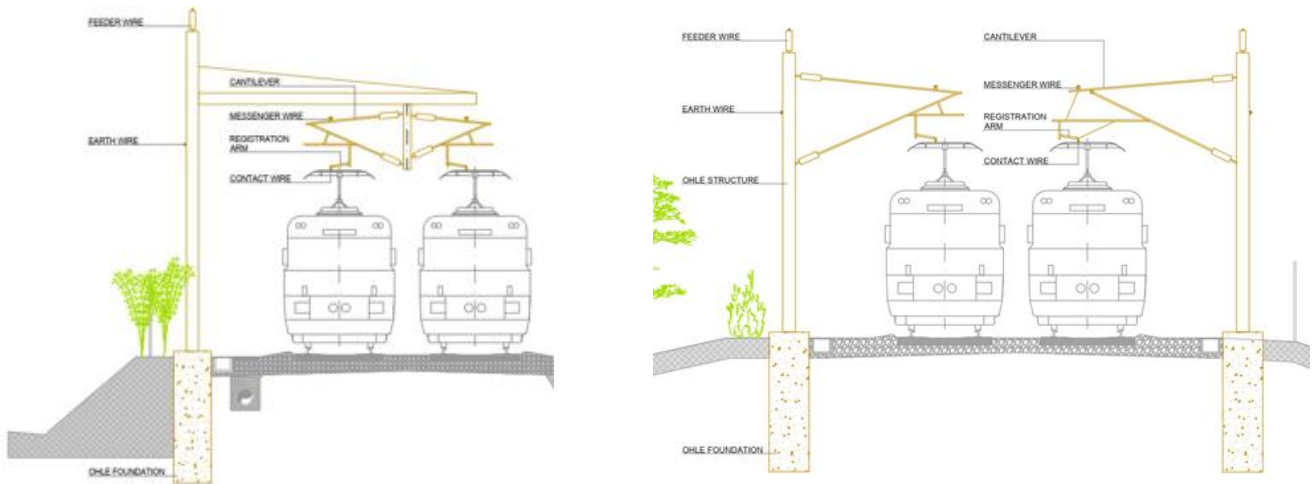 FEEDER WIRE
CANTILEVER
MESSENGER WIRE
EARTH WIRE
REGISTRATION
ARM
CONTACT WIRE
OHLE FOUNDATION
FEEDER WIRE
CANTILEVER
MESSENGER WIRE
EARTH WIRE
REGISTRATION
ARM
CONTACT WIRE
OHLE STRUCTURE
OHLE FOUNDATION